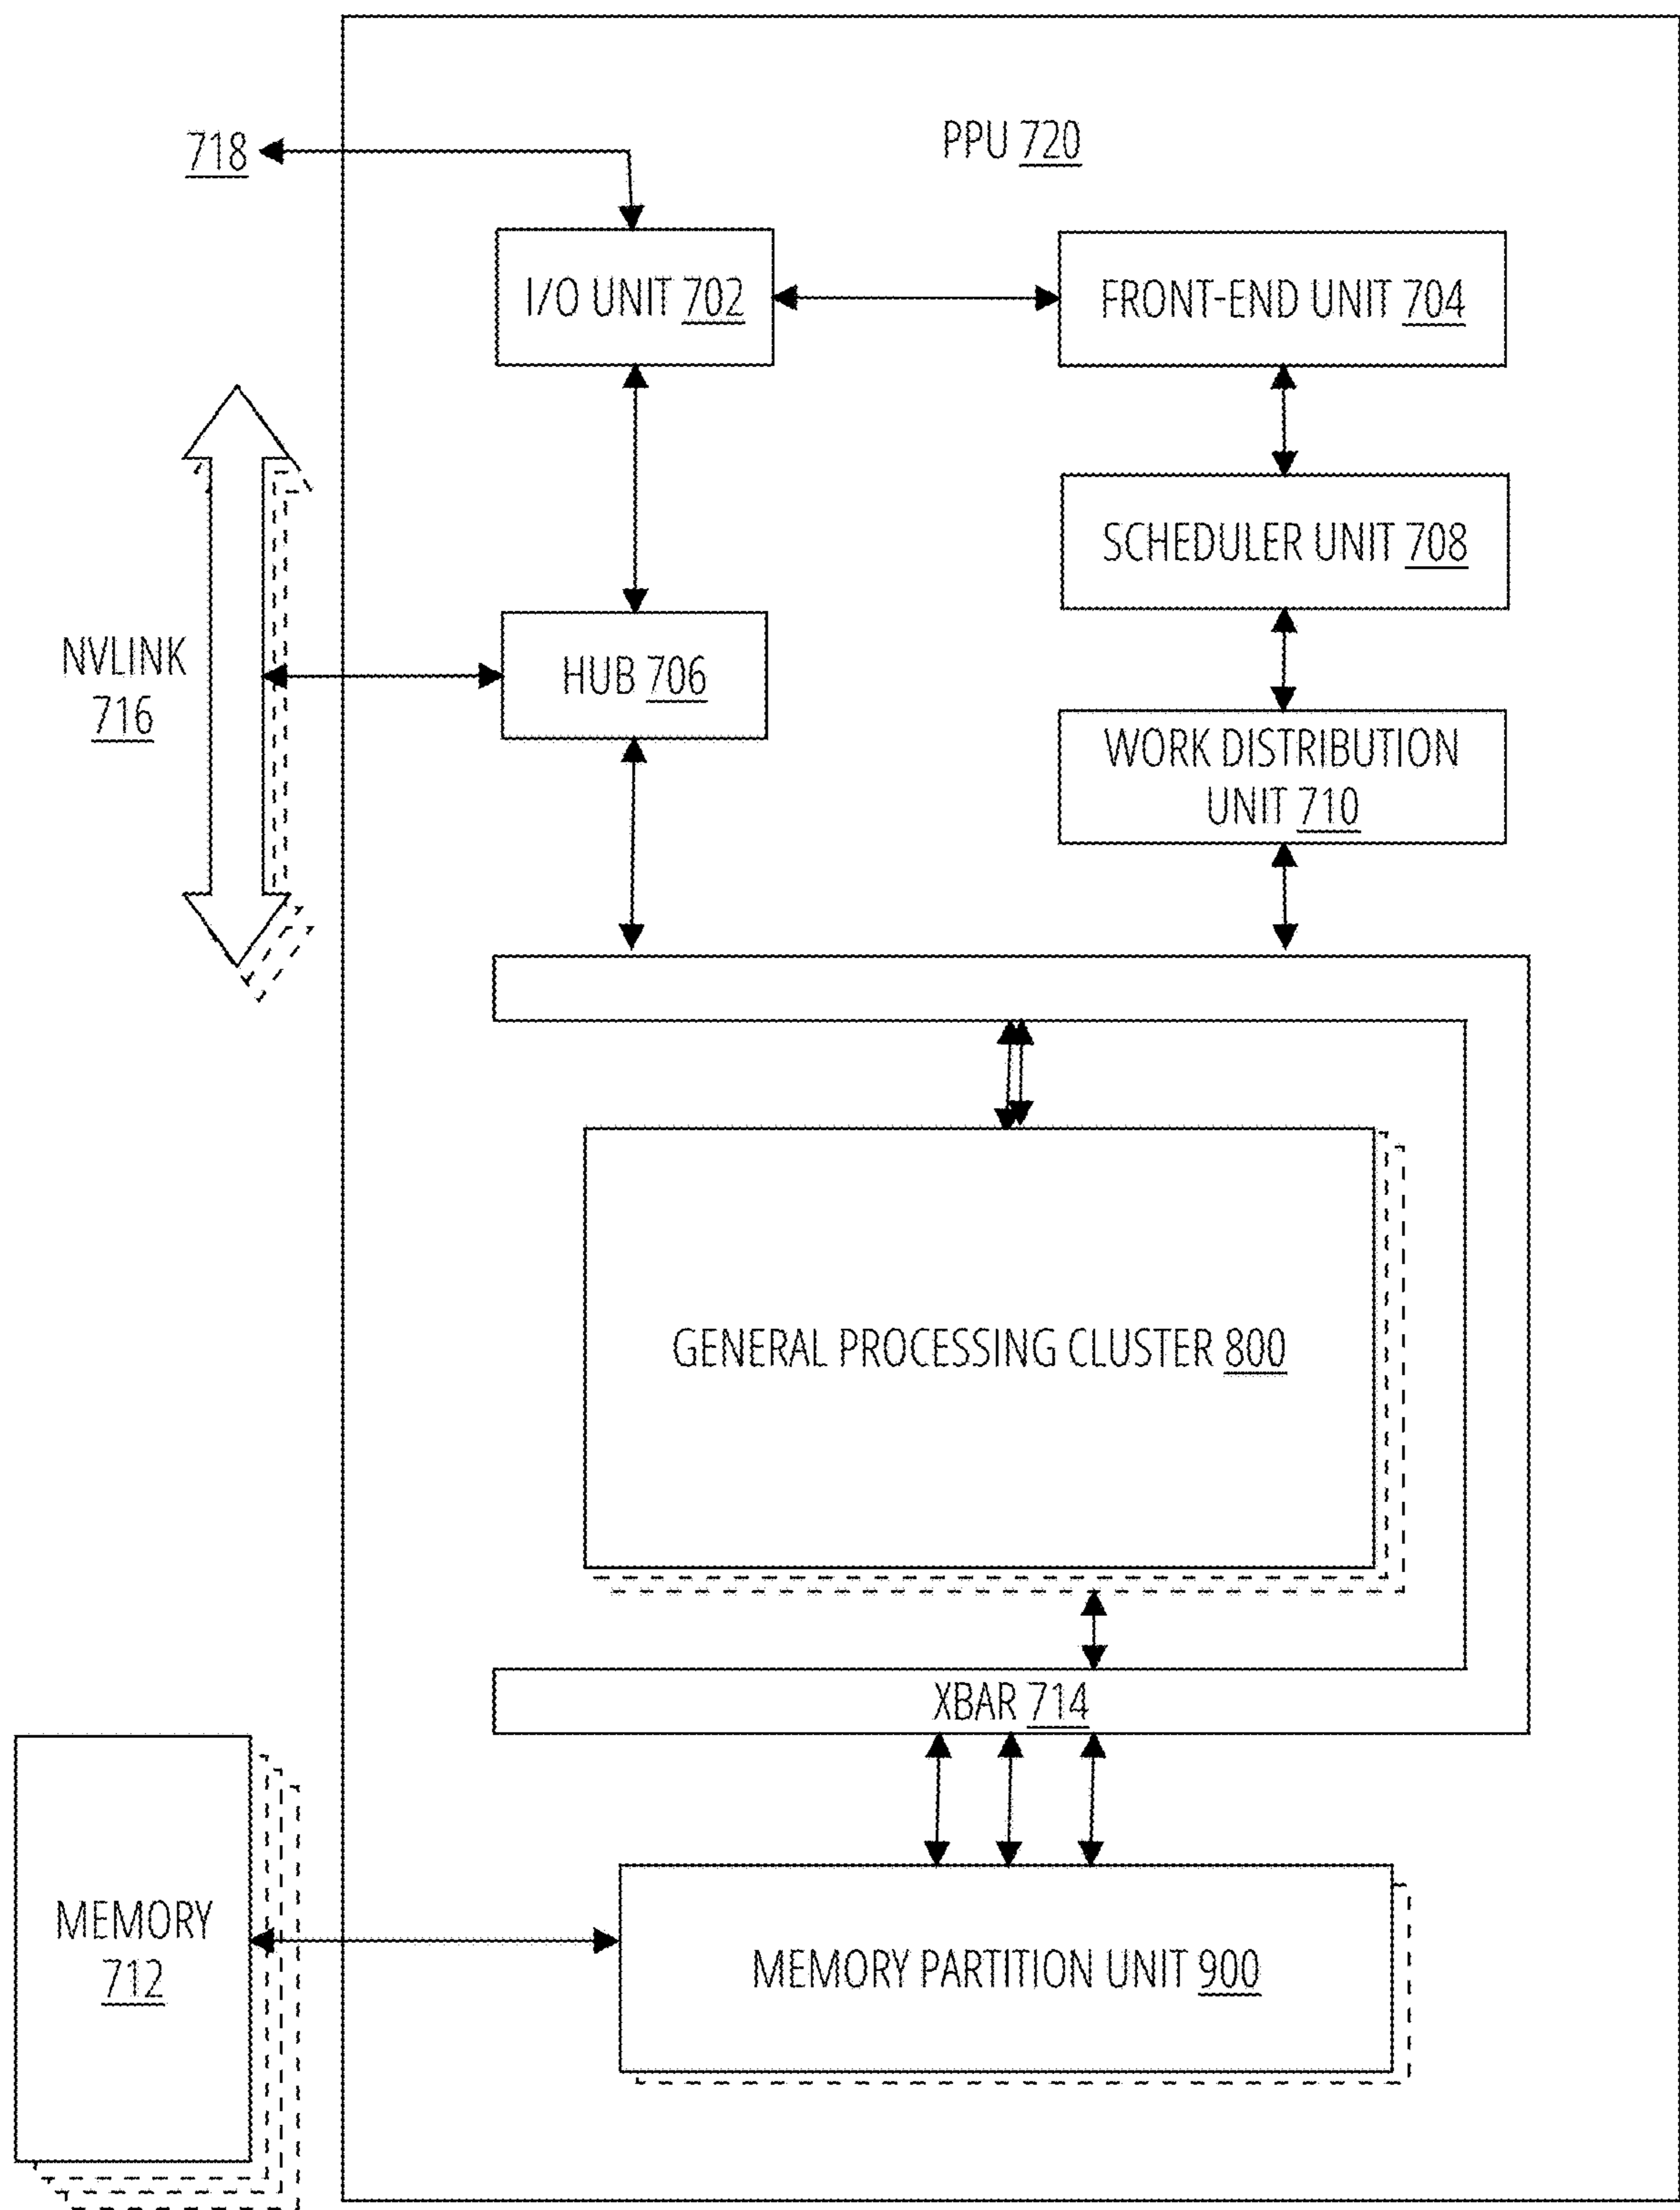 PPU 720
718
I/O UNIT 702
FRONT-END UNIT 704
SCHEDULER UNIT 708
NVLINK
716
HUB 706
WORK DISTRIBUTION
UNIT 710
GENERAL PROCESSING CLUSTER 800
XBAR 714
MEMORY
712
MEMORY PARTITION UNIT 900